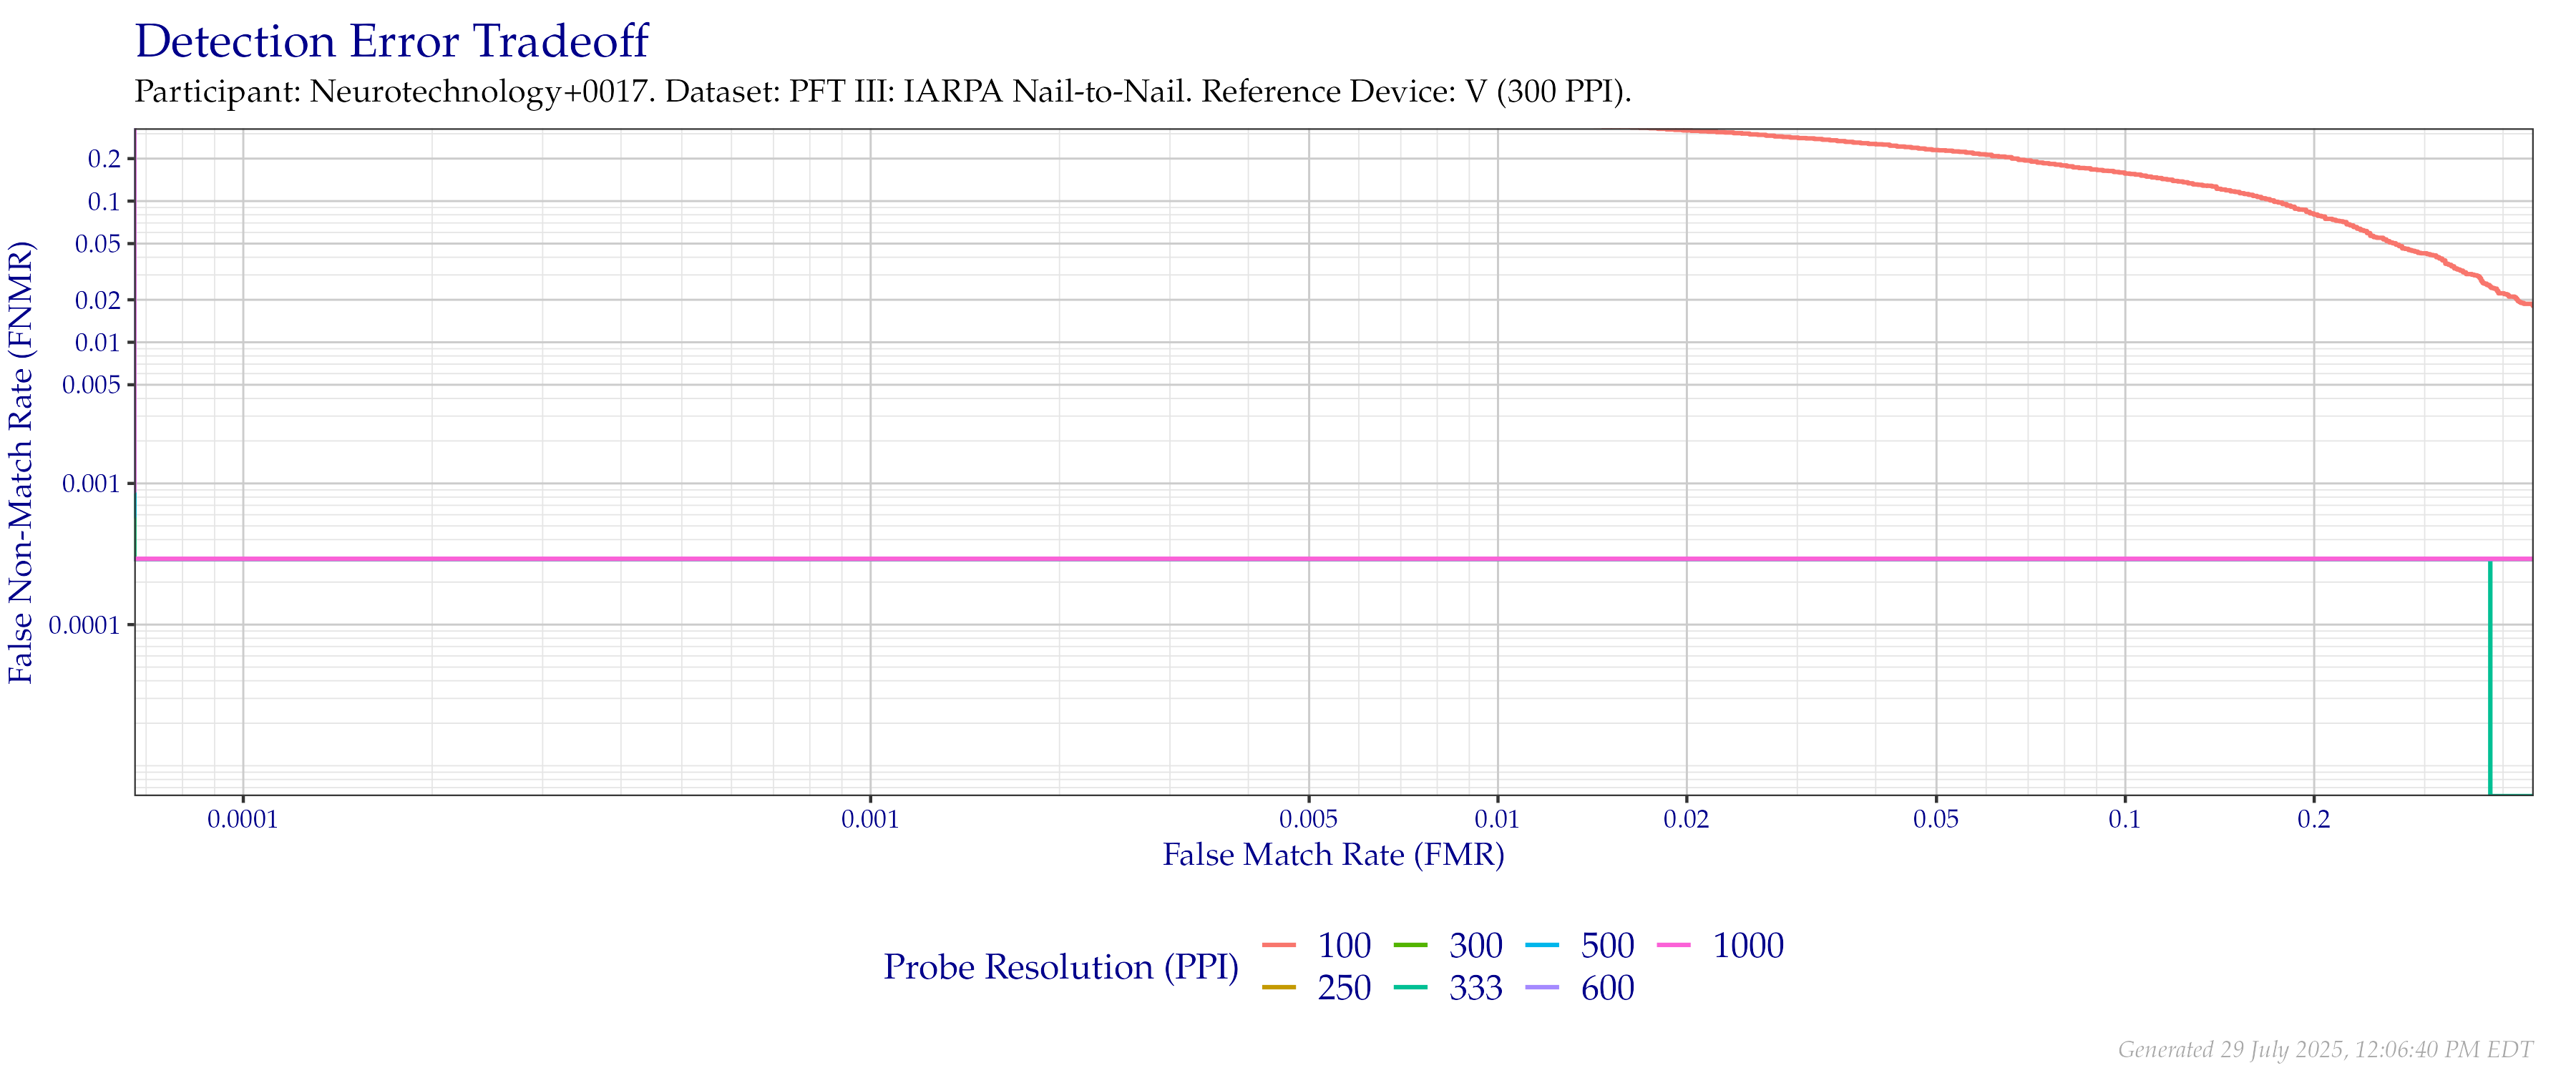 Detection Error Tradeoff
Participant: Neurotechnology+0017. Dataset: PFT III: IARPA Nail-to-Nail. Reference Device: V (300 PPI).
False Non-Match Rate (FNMR)
0.2
0.1
0.05
0.02
0.01
0.005
0.001
0.0001
0.0001 0.001 0.005 0.01 0.02 0.05 0.1 0.2
False Match Rate (FMR)
Probe Resolution (PPI)
100 300 500 1000
250 333 600
Generated 29 July 2025, 12:06:40 PM EDT